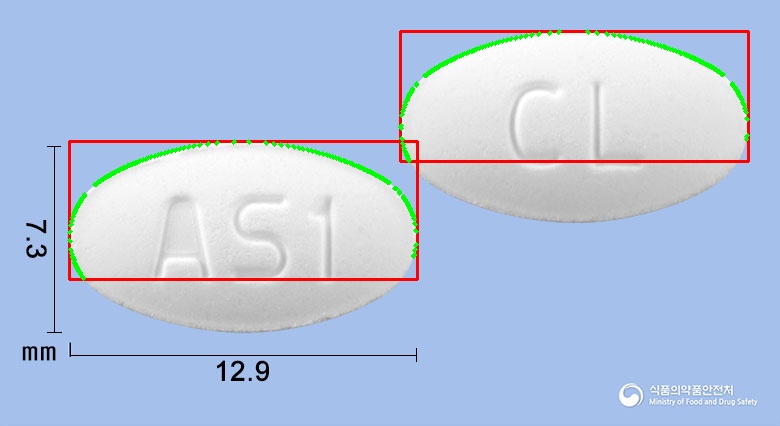 CL
AS1
7.3
mm
12.9
식품의약품안전처
Ministry of Food and Drug Safety